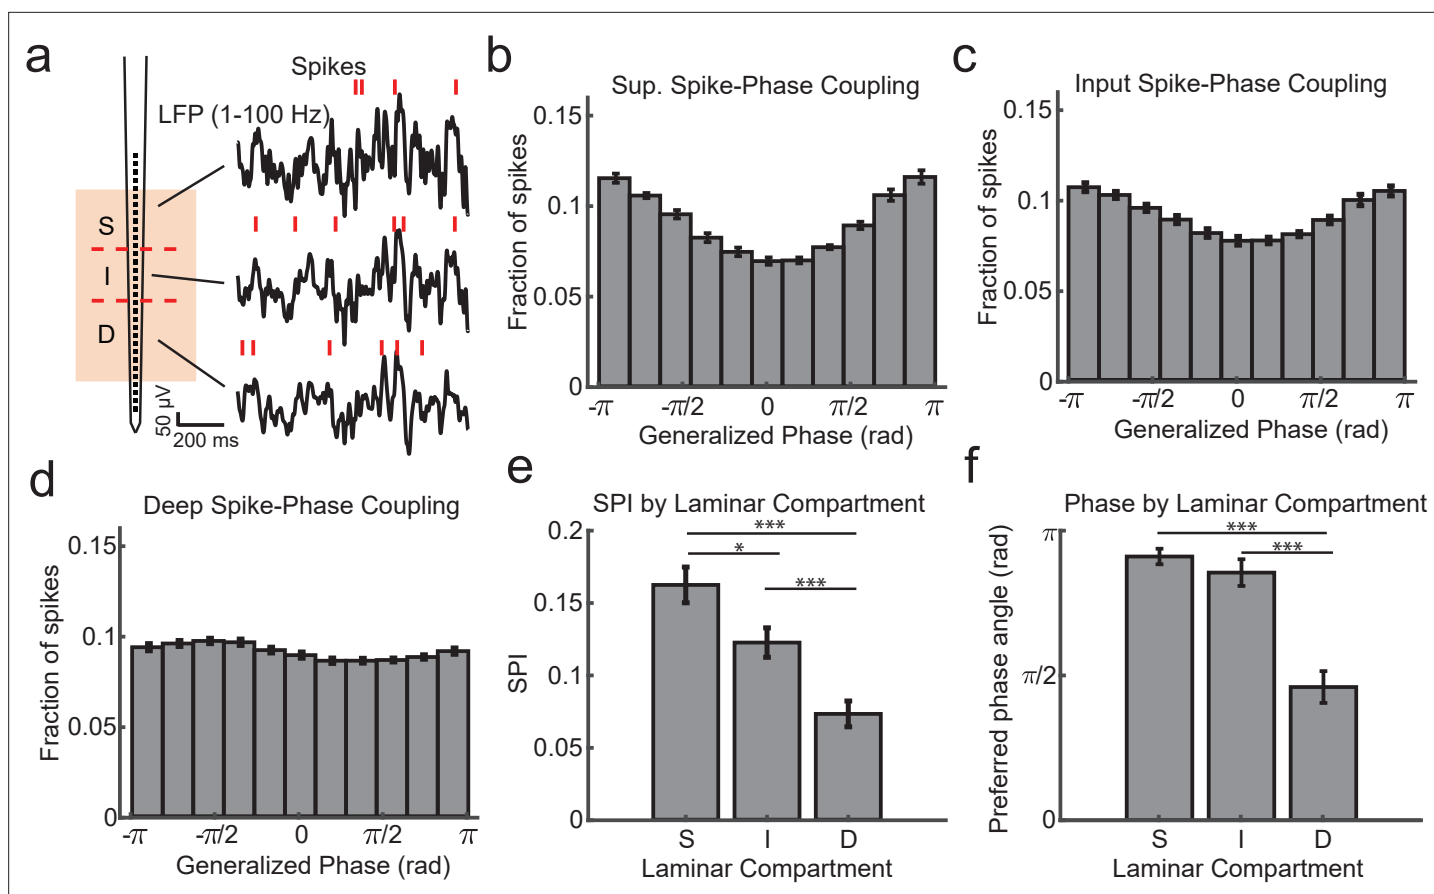 a
Spikes
LFP (1-100 Hz)
S
I
D
50 µV
200 ms
b
Sup. Spike-Phase Coupling
Fraction of spikes
0.15
0.1
0.05
0
-π
-π/2
0
π/2
π
Generalized Phase (rad)
c
Input Spike-Phase Coupling
Fraction of spikes
0.15
0.1
0.05
0
-π
-π/2
0
π/2
π
Generalized Phase (rad)
d
Deep Spike-Phase Coupling
Fraction of spikes
0.15
0.1
0.05
0
-π
-π/2
0
π/2
π
Generalized Phase (rad)
e
SPI by Laminar Compartment
SPI
0.2
0.15
0.1
0.05
0
***
*
***
S
I
D
Laminar Compartment
f
Phase by Laminar Compartment
Preferred phase angle (rad)
π
π/2
0
***
***
S
I
D
Laminar Compartment